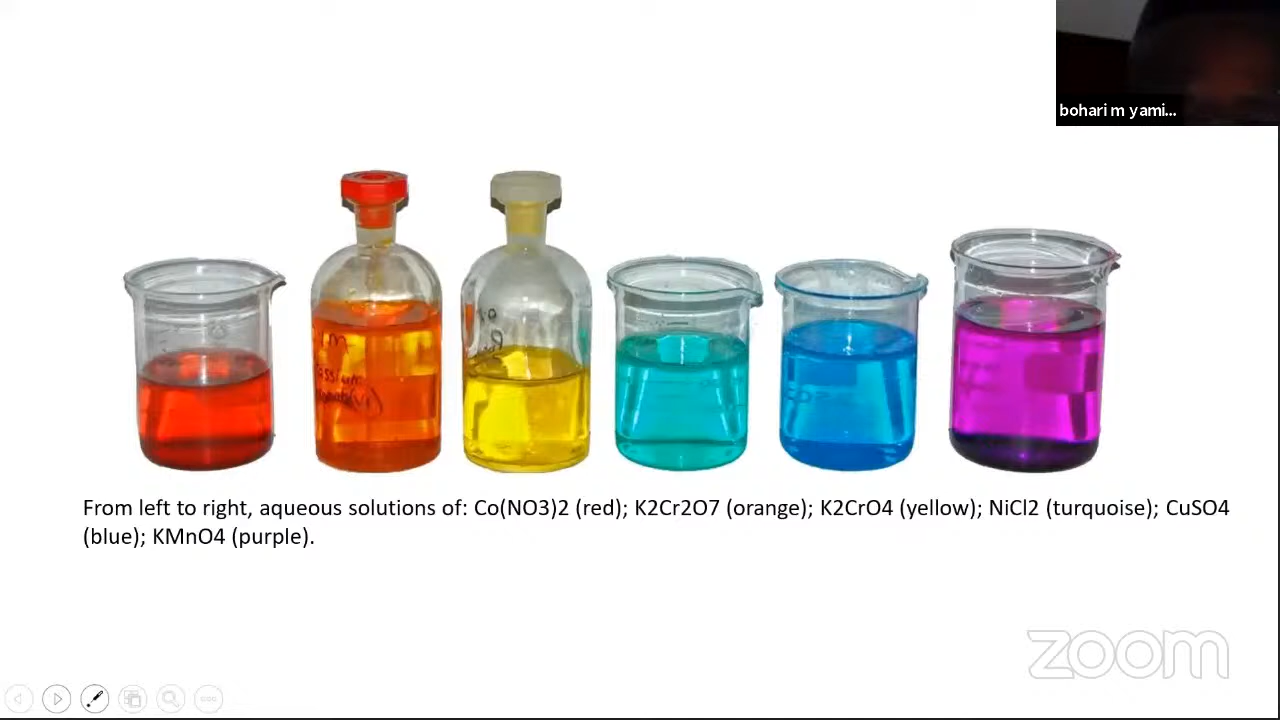 bohari m yami...
1M
From left to right, aqueous solutions of: Co(NO3)2 (red); K2Cr2O7 (orange); K2CrO4 (yellow); NiCl2 (turquoise); CuSO4
(blue); KMnO4 (purple).
zoom